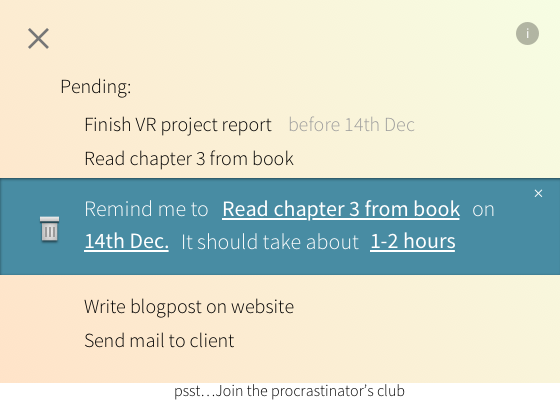 i
Pending:
Finish VR project report before 14th Dec
Read chapter 3 from book
Remind me to Read chapter 3 from book on
14th Dec. It should take about 1-2 hours
Write blogpost on website
Send mail to client
psst…Join the procrastinator’s club